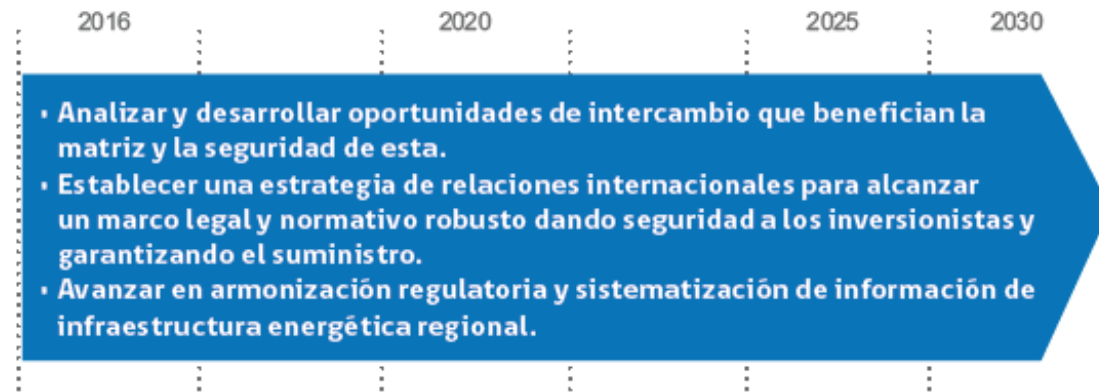 2016 2020 2025 2030
• Analizar y desarrollar oportunidades de intercambio que benefician la
matriz y la seguridad de esta.
• Establecer una estrategia de relaciones internacionales para alcanzar
un marco legal y normativo robusto dando seguridad a los inversionistas y
garantizando el suministro.
• Avanzar en armonización regulatoria y sistematización de información de
infraestructura energética regional.